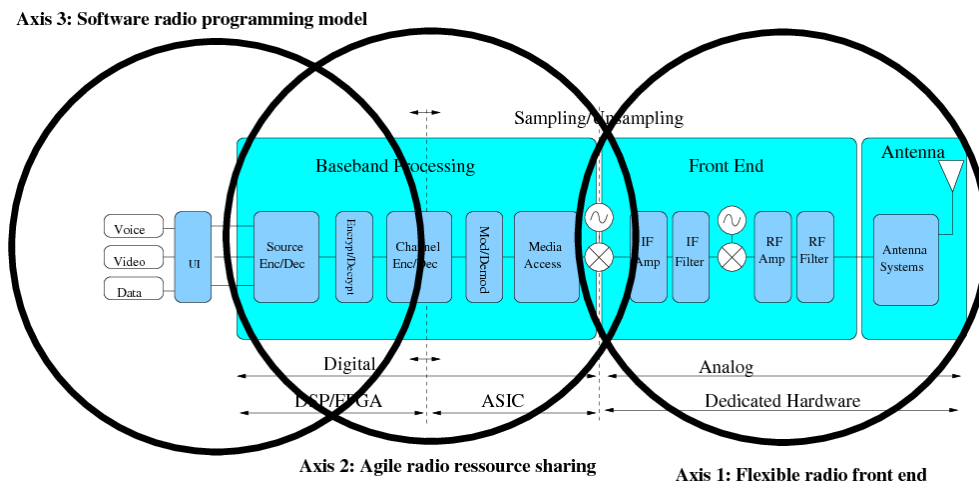 Axis 3: Software radio programming model
Sampling/Upsampling
Baseband Processing
Front End
Antenna
Voice
Video
Data
UI
Source
Enc/Dec
Encrypt/Decrypt
Channel
Enc/Dec
Mod/Demod
Media
Access
IF
Amp
IF
Filter
RF
Amp
RF
Filter
Antenna
Systems
Digital
Analog
DSP/FPGA
ASIC
Dedicated Hardware
Axis 2: Agile radio ressource sharing
Axis 1: Flexible radio front end